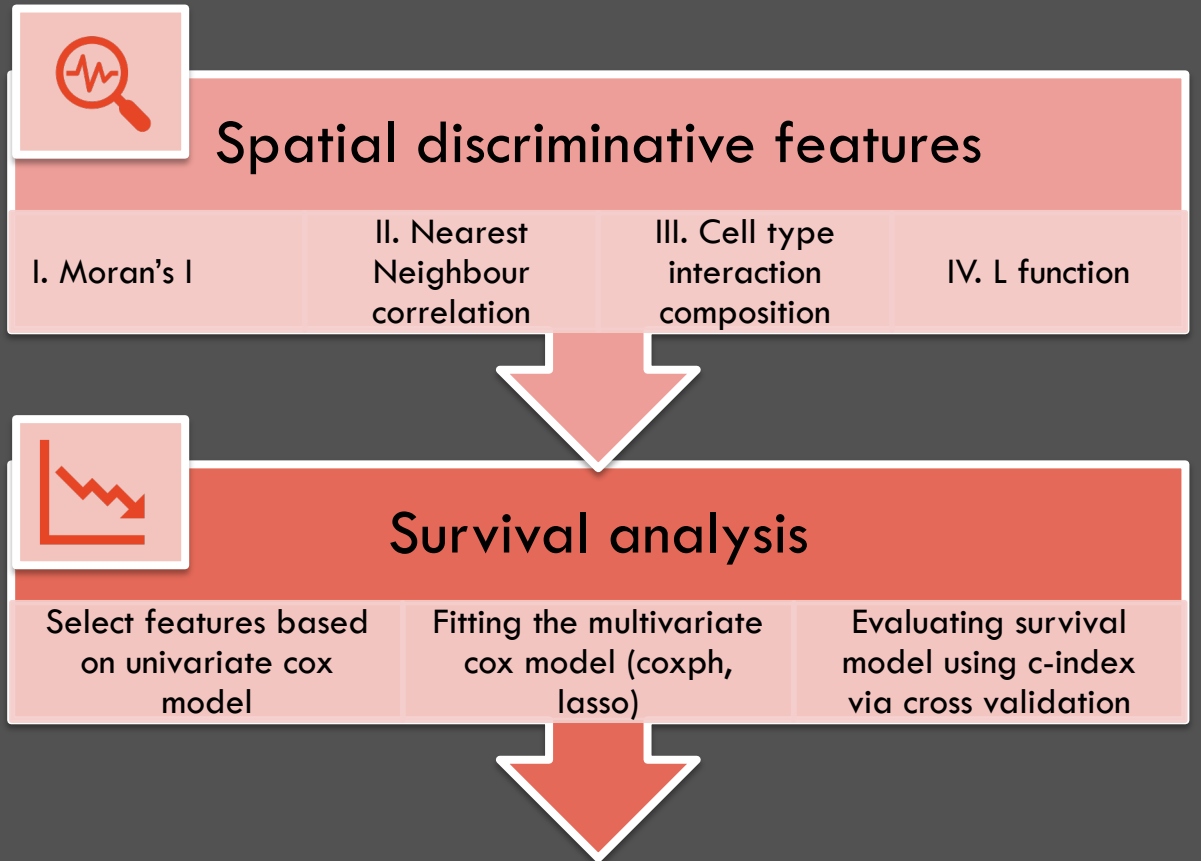 Spatial discriminative features
I. Moran's I
II. Nearest
Neighbour
correlation
III. Cell type
interaction
composition
IV. L function
Survival analysis
Select features based
on univariate cox
model
Fitting the multivariate
cox model (coxph,
lasso)
Evaluating survival
model using c-index
via cross validation